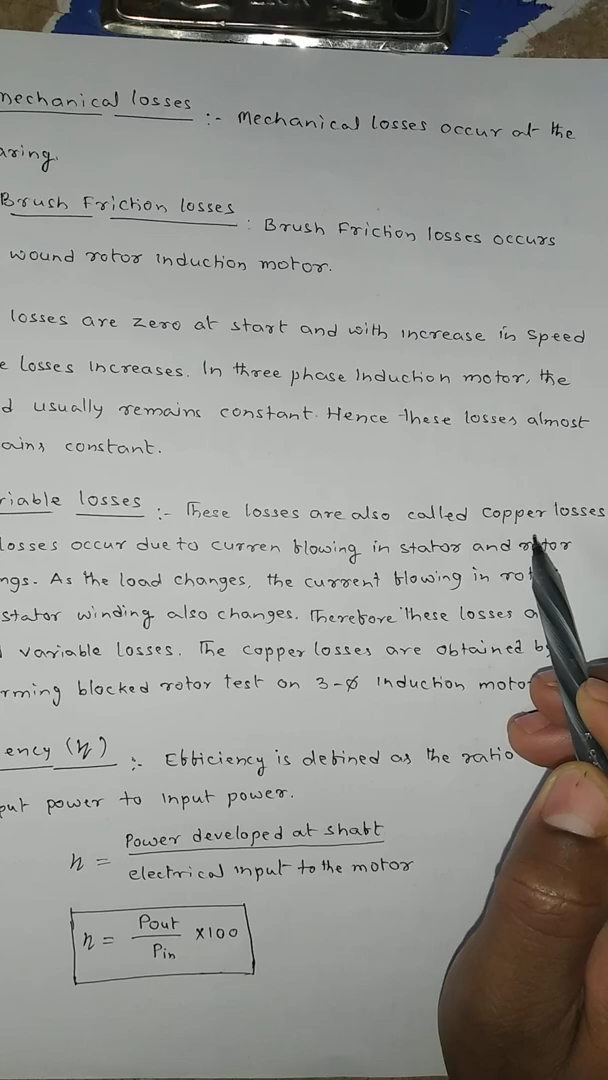 mechanical losses :- Mechanical losses occur at the
aring.
Brush Friction losses : Brush Friction losses occurs
wound rotor induction motor.
losses are zero at start and with increase in speed
e losses increases. In three phase Induction motor, the
d usually remains constant. Hence these losses almost
ains constant.
riable losses :- These losses are also called copper losses
losses occur due to curren flowing in stator and rotor
ngs. As the load changes, the current flowing in rot
stator winding also changes. Therefore these losses a
variable losses. The copper losses are obtained by
rming blocked rotor test on 3-φ Induction moto
ency (η) :- Efficiency is defined as the ratio
put power to input power.
η = Power developed at shaft
electrical input to the motor
η = Pout
Pin
×100